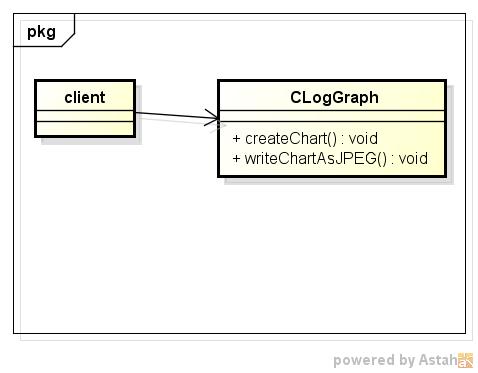 pkg
client
CLogGraph
+ createChart() : void
+ writeChartAsJPEG() : void
powered by Astah